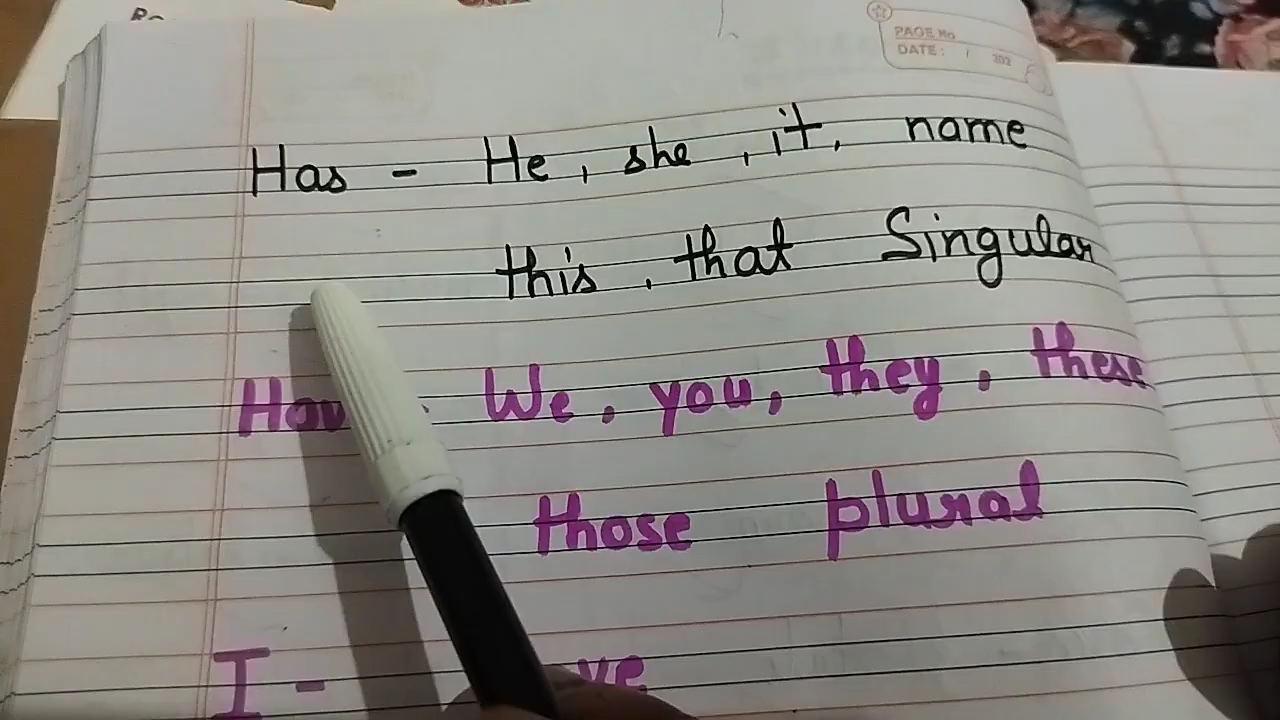 PAGE No
DATE:
Has - He, she, it, name
this, that Singular
We, you, they, these
those plural
I -